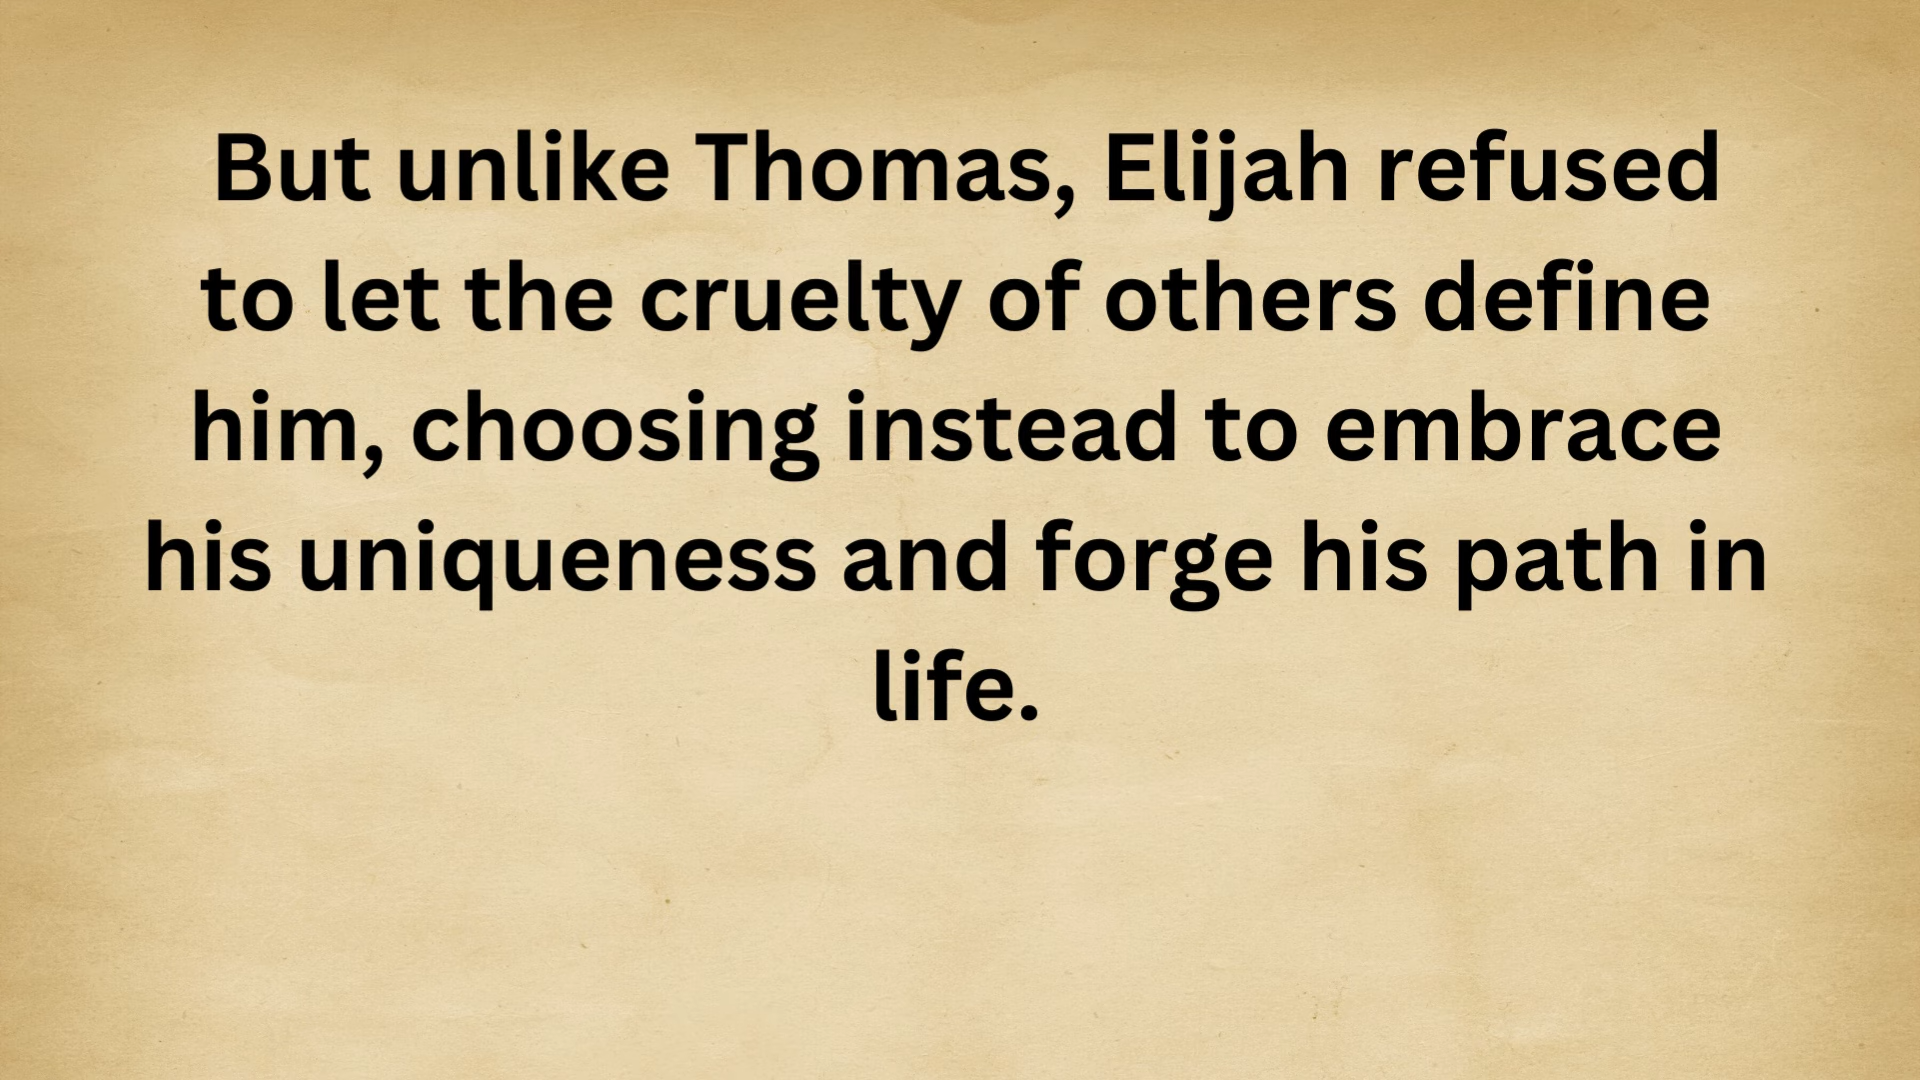 But unlike Thomas, Elijah refused
to let the cruelty of others define
him, choosing instead to embrace
his uniqueness and forge his path in
life.